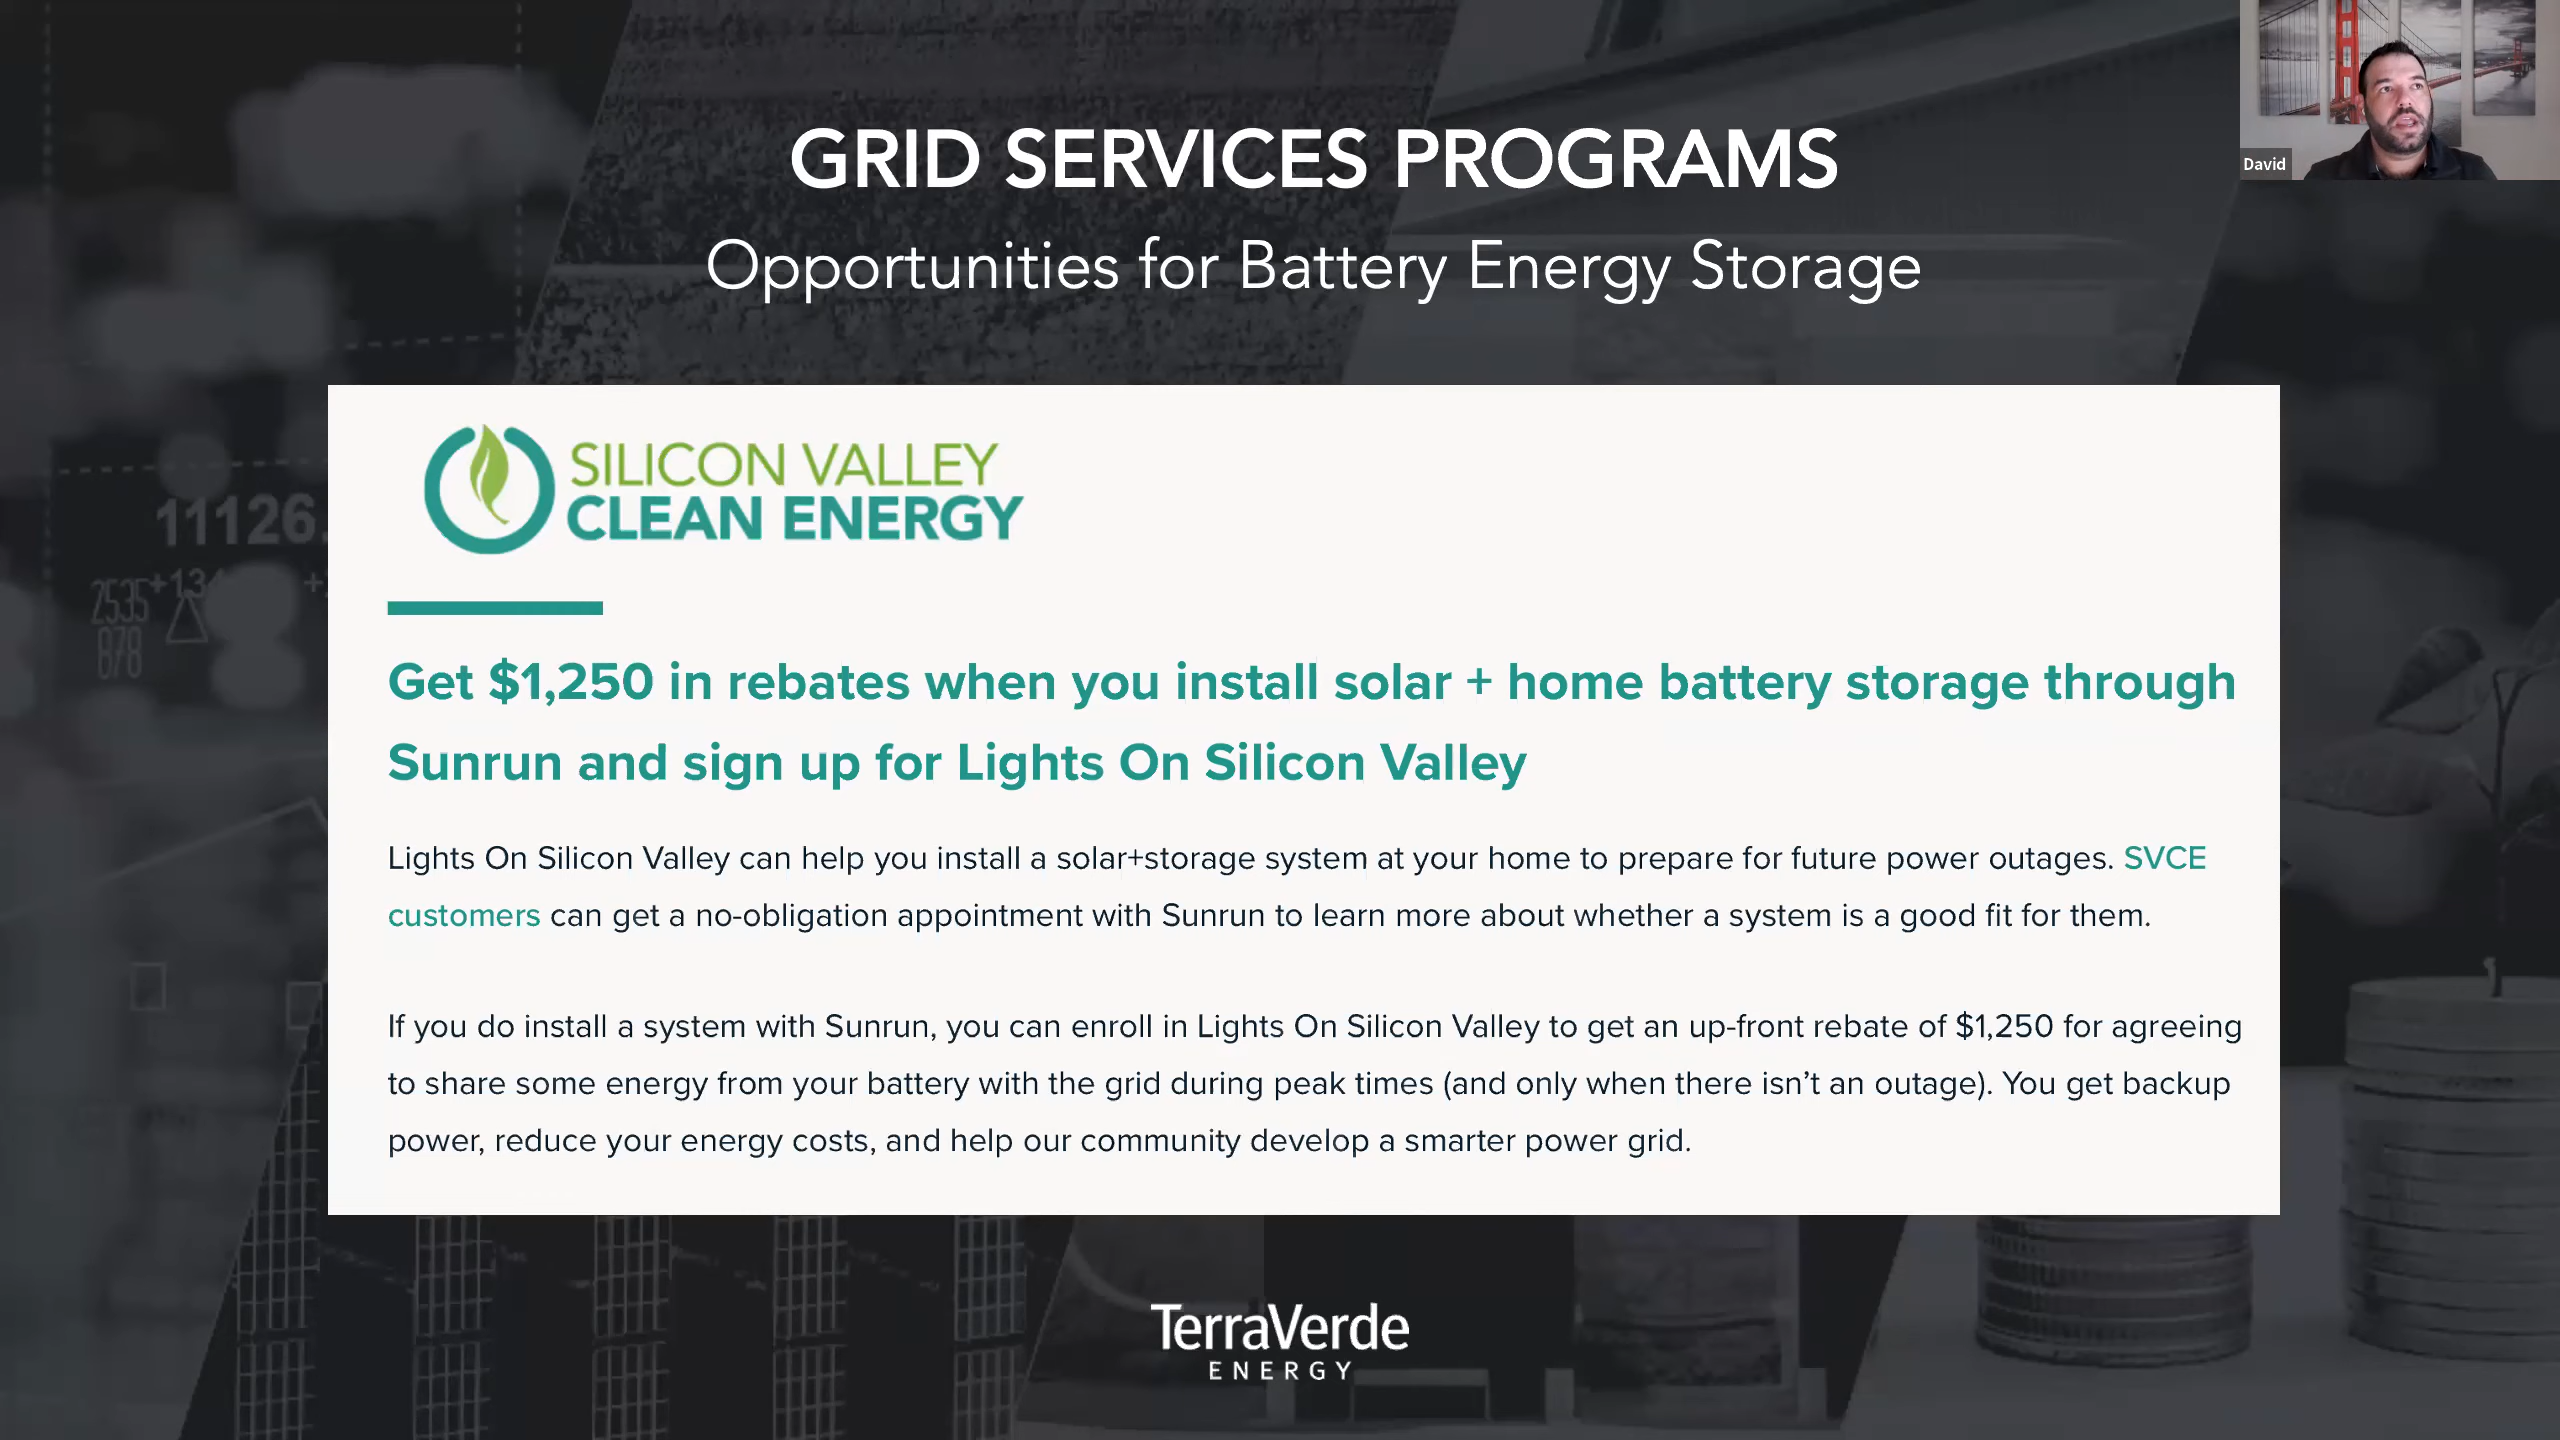 GRID SERVICES PROGRAMS
Opportunities for Battery Energy Storage
David
SILICON VALLEY
CLEAN ENERGY
11126.
2535
+13
878
Get $1,250 in rebates when you install solar + home battery storage through
Sunrun and sign up for Lights On Silicon Valley
Lights On Silicon Valley can help you install a solar+storage system at your home to prepare for future power outages. SVCE
customers can get a no-obligation appointment with Sunrun to learn more about whether a system is a good fit for them.
If you do install a system with Sunrun, you can enroll in Lights On Silicon Valley to get an up-front rebate of $1,250 for agreeing
to share some energy from your battery with the grid during peak times (and only when there isn’t an outage). You get backup
power, reduce your energy costs, and help our community develop a smarter power grid.
TerraVerde
ENERGY